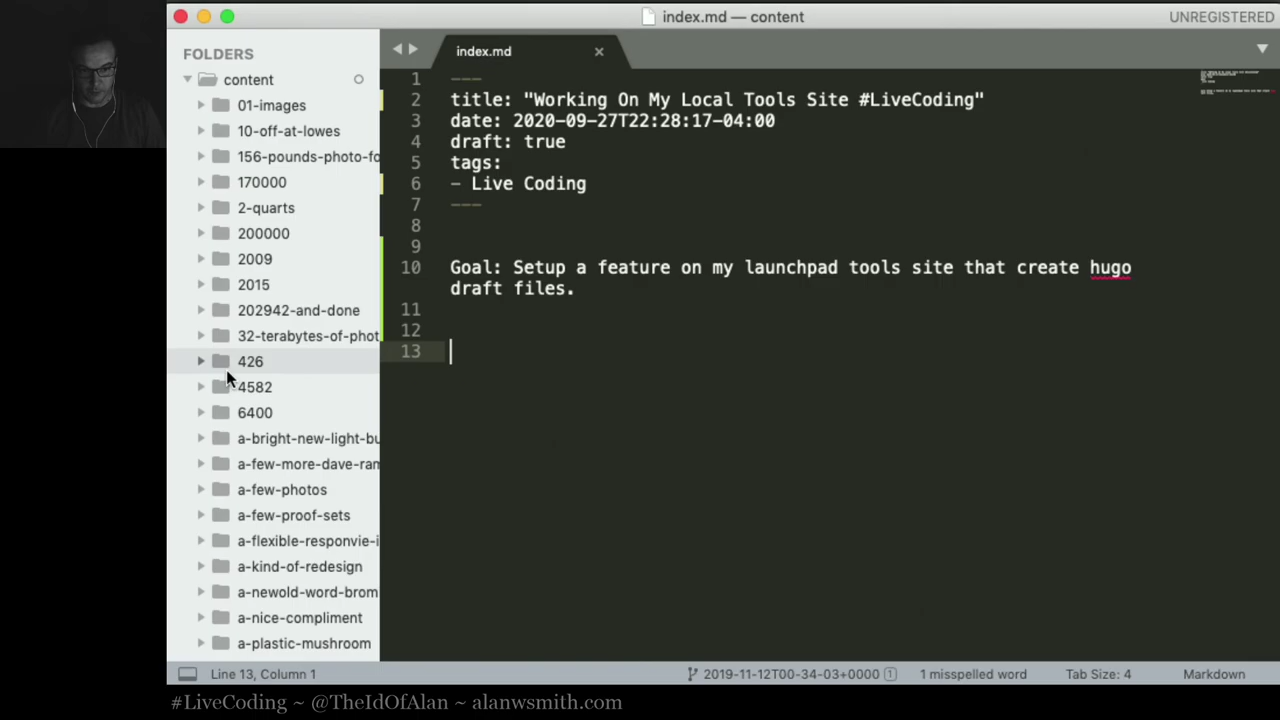 index.md — content
UNREGISTERED
FOLDERS
content
01-images
10-off-at-lowes
156-pounds-photo-fo
170000
2-quarts
200000
2009
2015
202942-and-done
32-terabytes-of-phot
426
4582
6400
a-bright-new-light-bu
a-few-more-dave-ram
a-few-photos
a-few-proof-sets
a-flexible-responvie-i
a-kind-of-redesign
a-newold-word-brom
a-nice-compliment
a-plastic-mushroom
index.md
1 ---
2 title: "Working On My Local Tools Site #LiveCoding"
3 date: 2020-09-27T22:28:17-04:00
4 draft: true
5 tags:
6 - Live Coding
7 ---
8
9
10 Goal: Setup a feature on my launchpad tools site that create hugo
draft files.
11
12
13
Line 13, Column 1
2019-11-12T00-34-03+0000 1
1 misspelled word
Tab Size: 4
Markdown
#LiveCoding ~ @TheIdOfAlan ~ alanwsmith.com